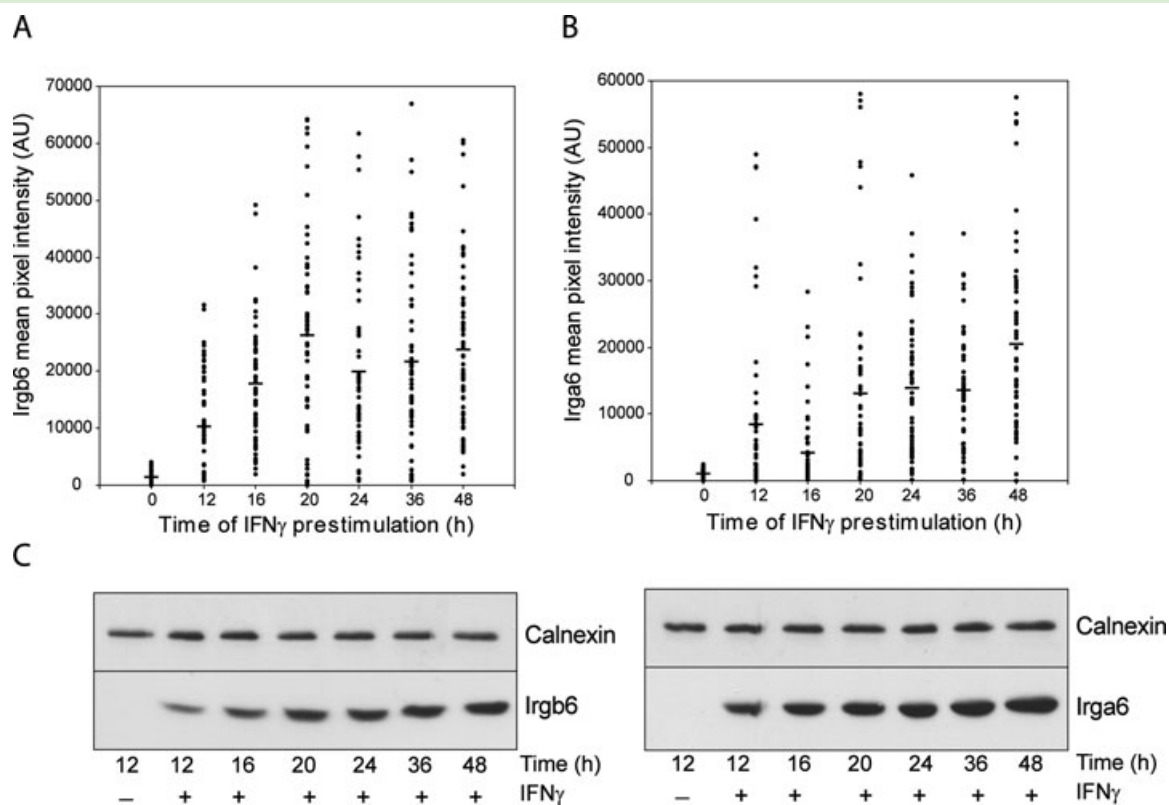 A
Irgb6 mean pixel intensity (AU)
70000
60000
50000
40000
30000
20000
10000
0
0 12 16 20 24 36 48
Time of IFNγ prestimulation (h)
B
Irga6 mean pixel intensity (AU)
60000
50000
40000
30000
20000
10000
0
0 12 16 20 24 36 48
Time of IFNγ prestimulation (h)
C
Calnexin
Irgb6
12 12 16 20 24 36 48 Time (h)
– + + + + + + IFNγ
Calnexin
Irga6
12 12 16 20 24 36 48 Time (h)
– + + + + + + IFNγ